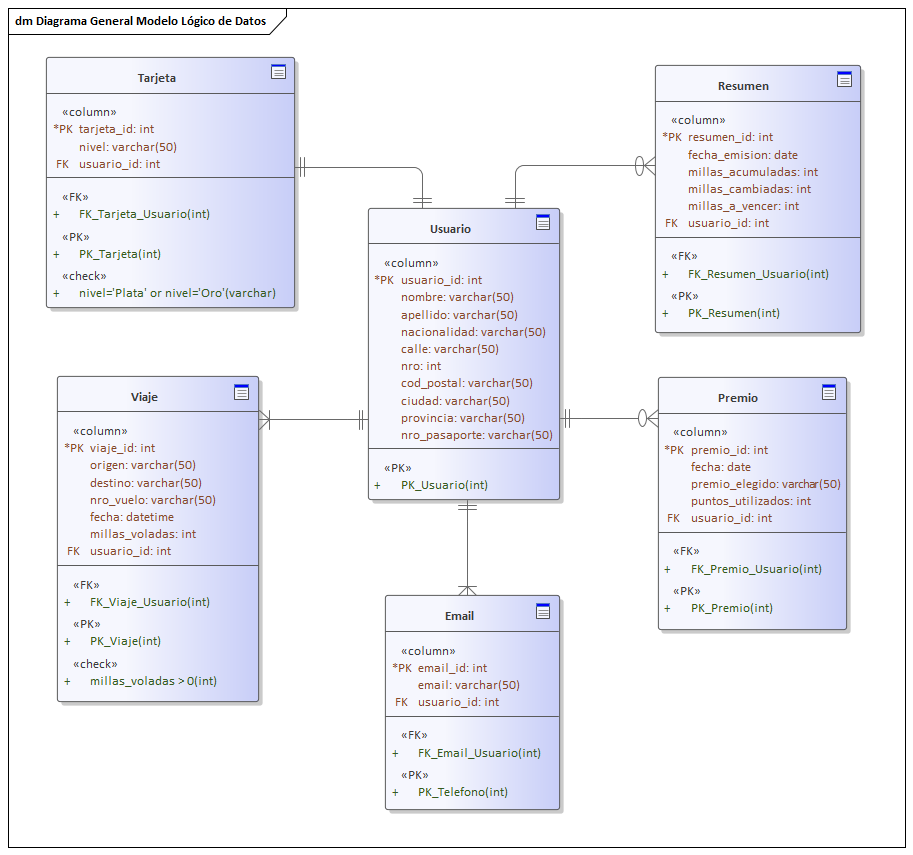 dm Diagrama General Modelo Lógico de Datos
Tarjeta
«column»
*PK tarjeta_id: int
nivel: varchar(50)
FK usuario_id: int
«FK»
+ FK_Tarjeta_Usuario(int)
«PK»
+ PK_Tarjeta(int)
«check»
+ nivel='Plata' or nivel='Oro'(varchar)
Resumen
«column»
*PK resumen_id: int
fecha_emision: date
millas_acumuladas: int
millas_cambiadas: int
millas_a_vencer: int
FK usuario_id: int
«FK»
+ FK_Resumen_Usuario(int)
«PK»
+ PK_Resumen(int)
Usuario
«column»
*PK usuario_id: int
nombre: varchar(50)
apellido: varchar(50)
nacionalidad: varchar(50)
calle: varchar(50)
nro: int
cod_postal: varchar(50)
ciudad: varchar(50)
provincia: varchar(50)
nro_pasaporte: varchar(50)
«PK»
+ PK_Usuario(int)
Viaje
«column»
*PK viaje_id: int
origen: varchar(50)
destino: varchar(50)
nro_vuelo: varchar(50)
fecha: datetime
millas_voladas: int
FK usuario_id: int
«FK»
+ FK_Viaje_Usuario(int)
«PK»
+ PK_Viaje(int)
«check»
+ millas_voladas > 0(int)
Premio
«column»
*PK premio_id: int
fecha: date
premio_elegido: varchar(50)
puntos_utilizados: int
FK usuario_id: int
«FK»
+ FK_Premio_Usuario(int)
«PK»
+ PK_Premio(int)
Email
«column»
*PK email_id: int
email: varchar(50)
FK usuario_id: int
«FK»
+ FK_Email_Usuario(int)
«PK»
+ PK_Telefono(int)